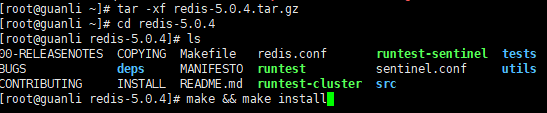 [root@guanli ~]# tar -xf redis-5.0.4.tar.gz
[root@guanli ~]# cd redis-5.0.4
[root@guanli redis-5.0.4]# ls
00-RELEASENOTES COPYING Makefile redis.conf runtest-sentinel tests
BUGS deps MANIFESTO runtest sentinel.conf utils
CONTRIBUTING INSTALL README.md runtest-cluster src
[root@guanli redis-5.0.4]# make && make install